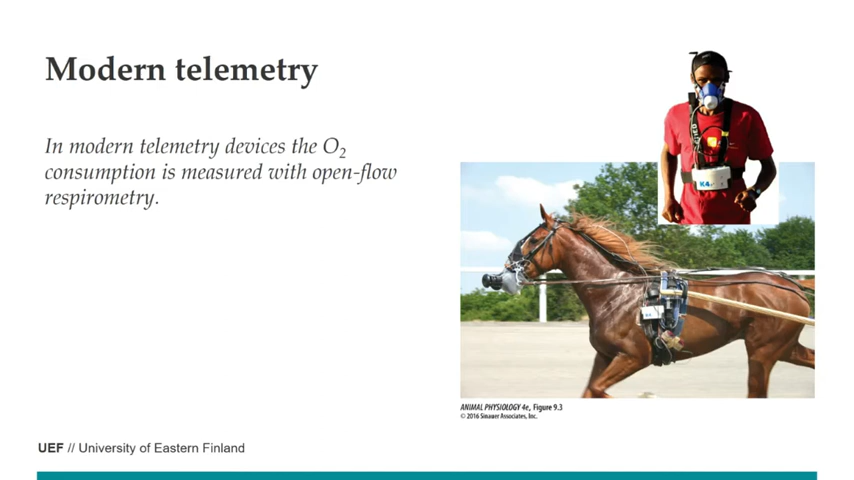 Modern telemetry
In modern telemetry devices the O₂
consumption is measured with open-flow
respirometry.
ANIMAL PHYSIOLOGY 4e, Figure 9.3
© 2016 Sinauer Associates, Inc.
UEF // University of Eastern Finland